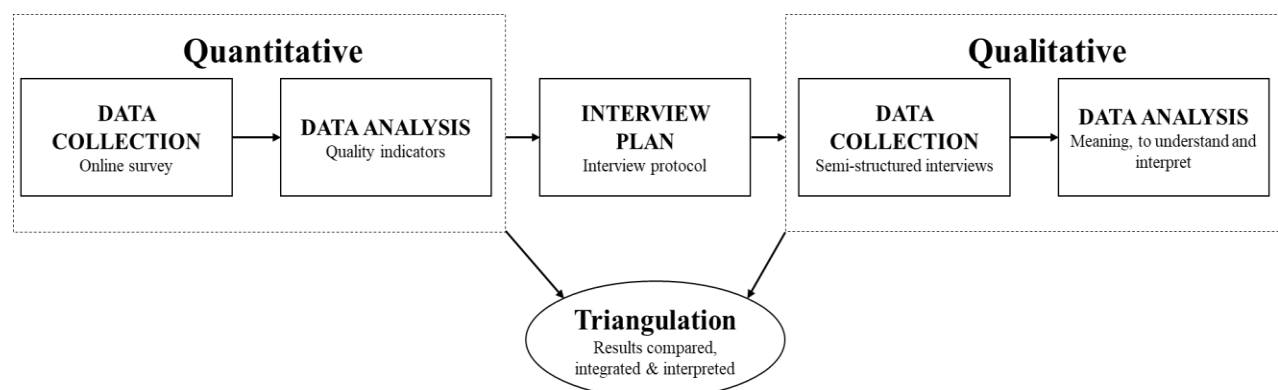 Quantitative
DATA
COLLECTION
Online survey
DATA ANALYSIS
Quality indicators
INTERVIEW
PLAN
Interview protocol
Qualitative
DATA
COLLECTION
Semi-structured interviews
DATA ANALYSIS
Meaning, to understand and
interpret
Triangulation
Results compared,
integrated & interpreted